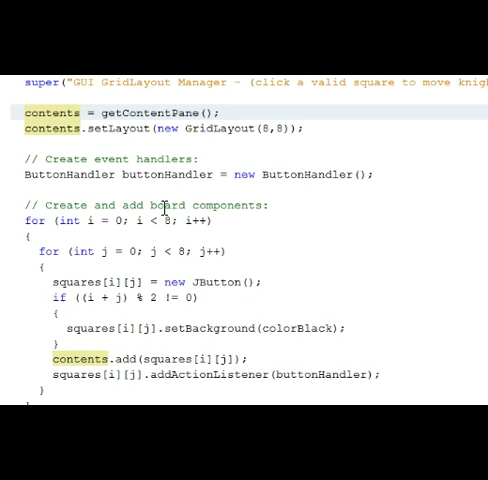 super("GUI GridLayout Manager - (click a valid square to move knig
contents = getContentPane();
contents.setLayout(new GridLayout(8,8));
// Create event handlers:
ButtonHandler buttonHandler = new ButtonHandler();
// Create and add board components:
for (int i = 0; i < 8; i++)
{
for (int j = 0; j < 8; j++)
{
squares[i][j] = new JButton();
if ((i + j) % 2 != 0)
{
squares[i][j].setBackground(colorBlack);
}
contents.add(squares[i][j]);
squares[i][j].addActionListener(buttonHandler);
}